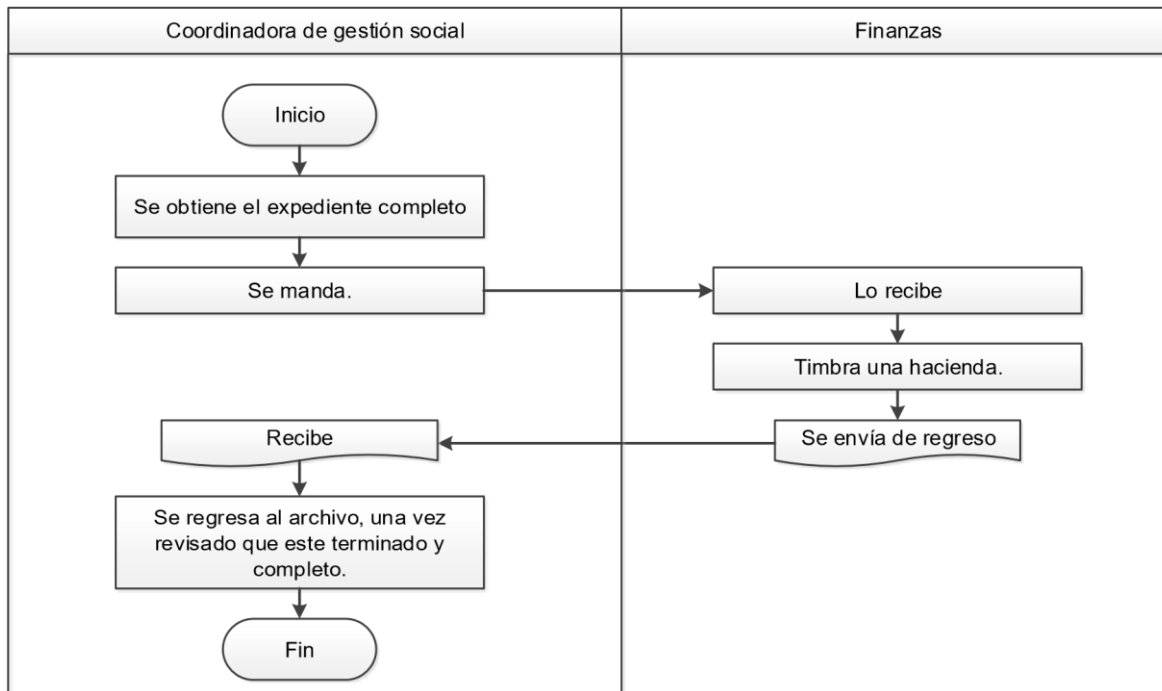 Coordinadora de gestión social
Finanzas
Inicio
Se obtiene el expediente completo
Se manda.
Lo recibe
Timbra una hacienda.
Se envía de regreso
Recibe
Se regresa al archivo, una vez
revisado que este terminado y
completo.
Fin